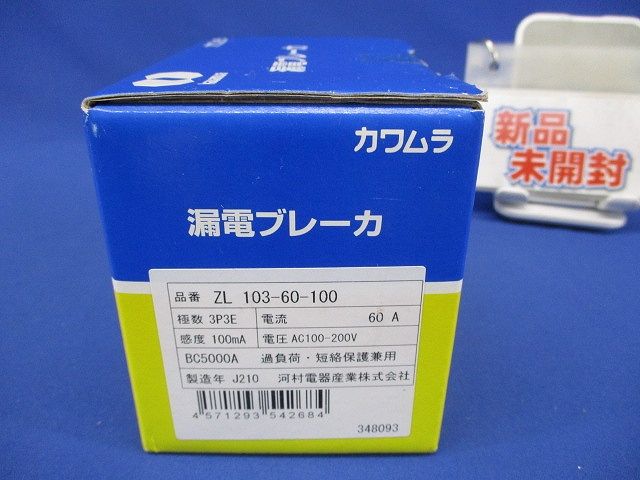 カワムラ
漏電ブレーカ
品番 ZL 103-60-100
極数 3P3E 電流 60 A
感度 100mA 電圧 AC100-200V
BC5000A 過負荷・短絡保護兼用
製造年 J210 河村電器産業株式会社
4 571293 542684
348093
新品
未開封